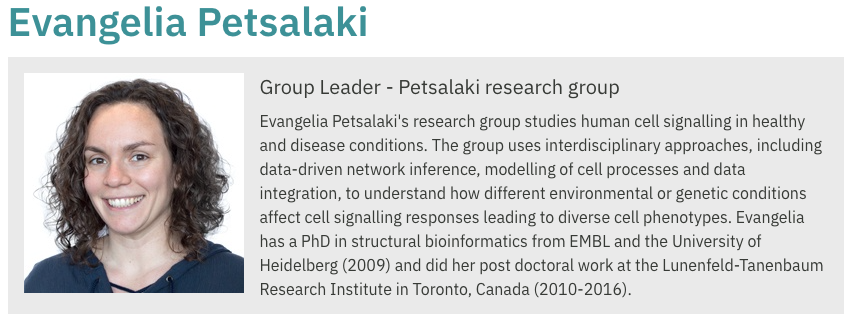 Evangelia Petsalaki
Group Leader - Petsalaki research group
Evangelia Petsalaki's research group studies human cell signalling in healthy
and disease conditions. The group uses interdisciplinary approaches, including
data-driven network inference, modelling of cell processes and data
integration, to understand how different environmental or genetic conditions
affect cell signalling responses leading to diverse cell phenotypes. Evangelia
has a PhD in structural bioinformatics from EMBL and the University of
Heidelberg (2009) and did her post doctoral work at the Lunenfeld-Tanenbaum
Research Institute in Toronto, Canada (2010-2016).